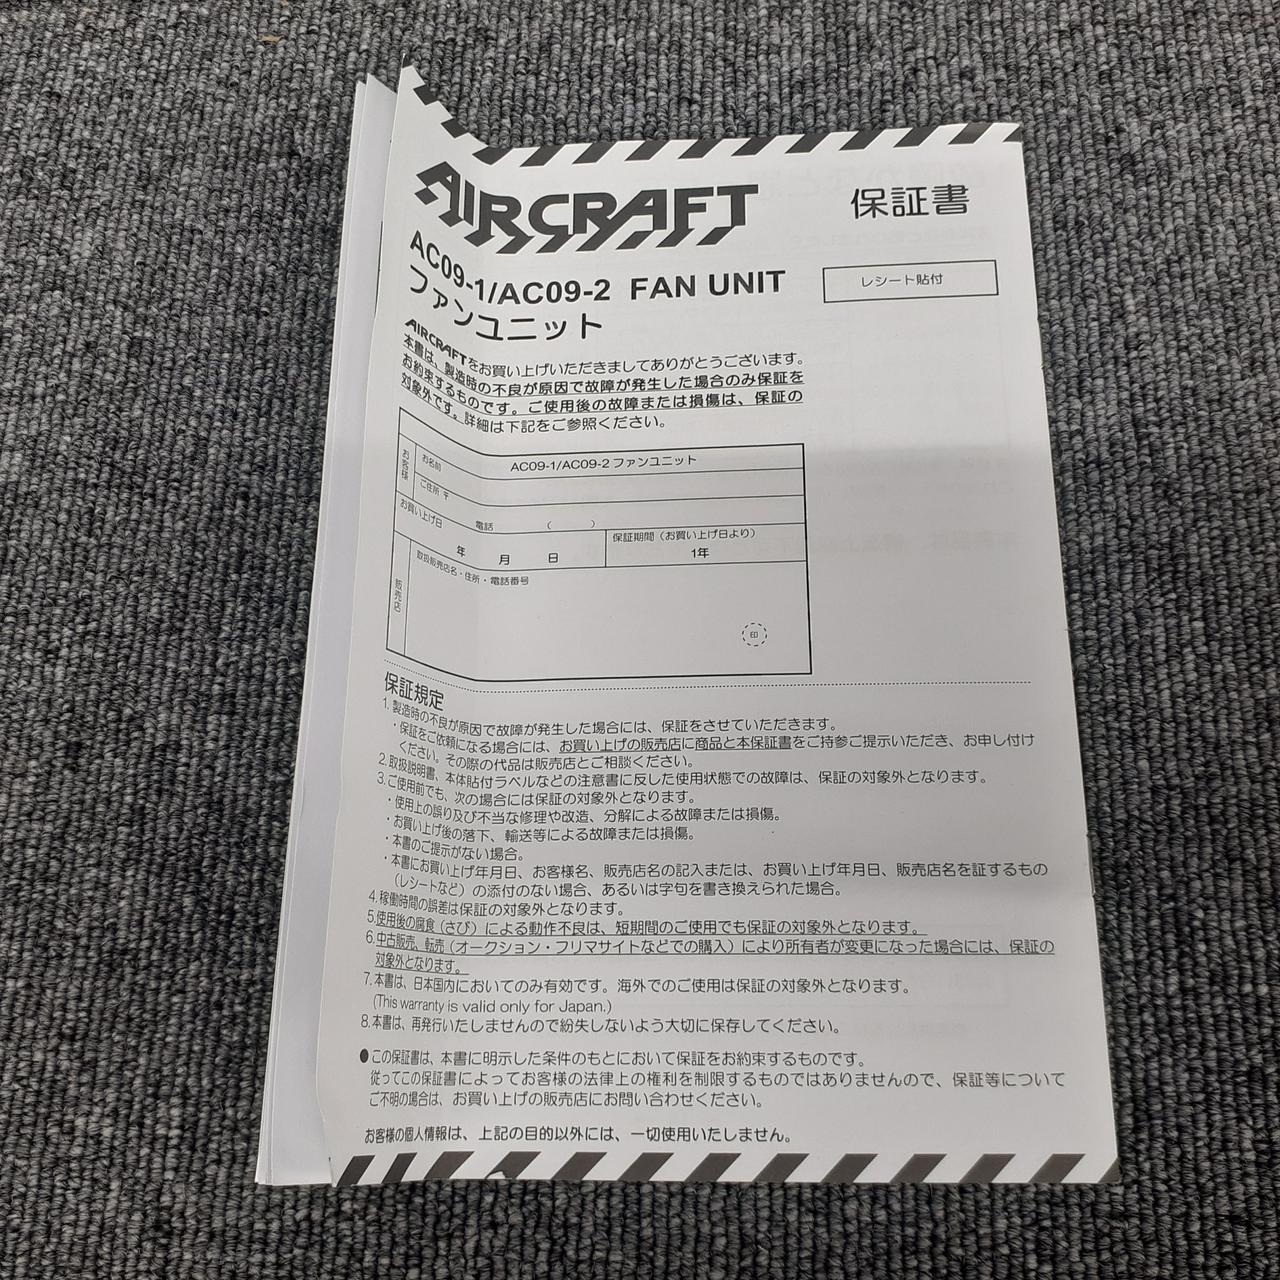 AIRCRAFT
保証書
AC09-1/AC09-2 FAN UNIT
ファンユニット
レシート貼付
AIRCRAFTをお買い上げいただきましてありがとうございます。
本書は、製造時の不良が原因で故障が発生した場合のみ保証を
お約束するものです。ご使用後の故障または損傷は、保証の
対象外です。詳細は下記をご参照ください。
AC09-1/AC09-2 ファンユニット
お客様
お名前
ご住所 〒
電話 ( )
お買い上げ日
年 月 日
保証期間（お買い上げ日より）
1年
販売店
取扱販売店名・住所・電話番号
印
保証規定
1. 製造時の不良が原因で故障が発生した場合には、保証をさせていただきます。
・保証をご依頼になる場合には、お買い上げの販売店に商品と本保証書をご持参ご提示いただき、お申し付け
ください。その際の代品は販売店とご相談ください。
2. 取扱説明書、本体貼付ラベルなどの注意書に反した使用状態での故障は、保証の対象外となります。
3. ご使用前でも、次の場合には保証の対象外となります。
・使用上の誤り及び不当な修理や改造、分解による故障または損傷。
・お買い上げ後の落下、輸送等による故障または損傷。
・本書のご提示がない場合。
・本書にお買い上げ年月日、お客様名、販売店名の記入または、お買い上げ年月日、販売店名を証するもの
（レシートなど）の添付のない場合、あるいは字句を書き換えられた場合。
4. 稼働時間の誤差は保証の対象外となります。
5. 使用後の腐食（さび）による動作不良は、短期間のご使用でも保証の対象外となります。
6. 中古販売、転売（オークション・フリマサイトなどでの購入）により所有者が変更になった場合には、保証の
対象外となります。
7. 本書は、日本国内においてのみ有効です。海外でのご使用は保証の対象外となります。
(This warranty is valid only for Japan.)
8. 本書は、再発行いたしませんので紛失しないよう大切に保存してください。
●この保証書は、本書に明示した条件のもとにおいて保証をお約束するものです。
従ってこの保証書によってお客様の法律上の権利を制限するものではありませんので、保証等について
ご不明の場合は、お買い上げの販売店にお問い合わせください。
お客様の個人情報は、上記の目的以外には、一切使用いたしません。